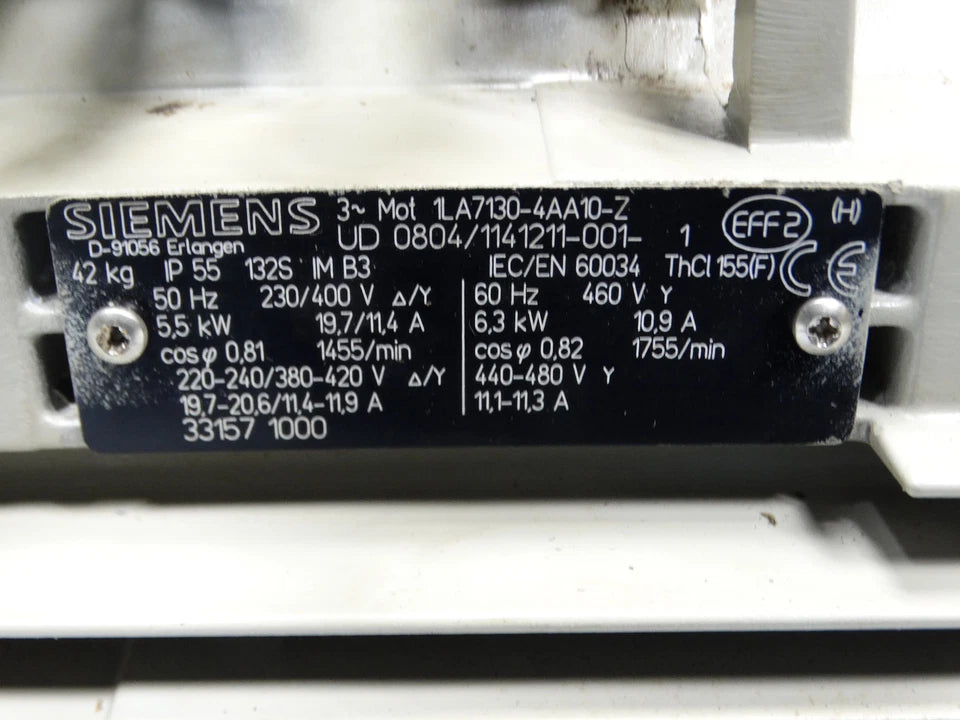 SIEMENS 3~ Mot 1LA7130-4AA10-Z EFF2 (H)
D-91056 Erlangen UD 0804/1141211-001- 1 CE
42 kg IP 55 132S IM B3 IEC/EN 60034 ThCl 155(F)
50 Hz 230/400 V △/Y 60 Hz 460 V Y
5,5 kW 19,7/11,4 A 6,3 kW 10,9 A
cosφ 0,81 1455/min cosφ 0,82 1755/min
220-240/380-420 V △/Y 440-480 V Y
19,7-20,6/11,4-11,9 A 11,1-11,3 A
33157 1000